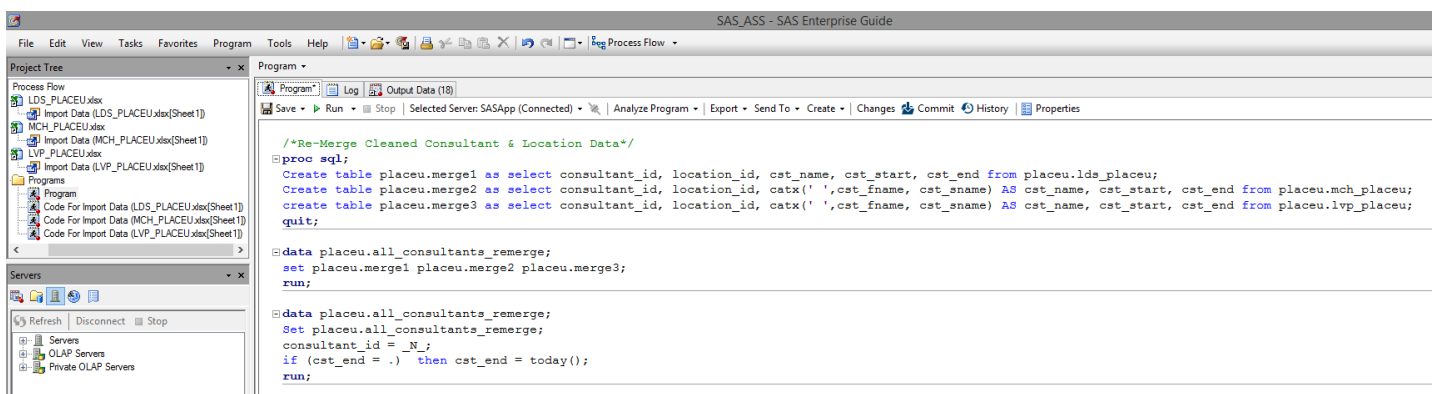 SAS_ASS - SAS Enterprise Guide
File Edit View Tasks Favorites Program Tools Help Process Flow
Project Tree
Process Flow
LDS_PLACEU.xlsx
Import Data (LDS_PLACEU.xlsx[Sheet1])
MCH_PLACEU.xlsx
Import Data (MCH_PLACEU.xlsx[Sheet1])
LVP_PLACEU.xlsx
Import Data (LVP_PLACEU.xlsx[Sheet1])
Programs
Program
Code For Import Data (LDS_PLACEU.xlsx[Sheet1])
Code For Import Data (MCH_PLACEU.xlsx[Sheet1])
Code For Import Data (LVP_PLACEU.xlsx[Sheet1])
Servers
Refresh Disconnect Stop
Servers
OLAP Servers
Private OLAP Servers
Program
Program* Log Output Data (18)
Save Run Stop Selected Server: SASApp (Connected) Analyze Program Export Send To Create Changes Commit History Properties
/*Re-Merge Cleaned Consultant & Location Data*/
proc sql;
Create table placeu.merge1 as select consultant_id, location_id, cst_name, cst_start, cst_end from placeu.lds_placeu;
Create table placeu.merge2 as select consultant_id, location_id, catx(' ',cst_fname, cst_sname) AS cst_name, cst_start, cst_end from placeu.mch_placeu;
create table placeu.merge3 as select consultant_id, location_id, catx(' ',cst_fname, cst_sname) AS cst_name, cst_start, cst_end from placeu.lvp_placeu;
quit;
data placeu.all_consultants_remerge;
set placeu.merge1 placeu.merge2 placeu.merge3;
run;
data placeu.all_consultants_remerge;
Set placeu.all_consultants_remerge;
consultant_id = _N_;
if (cst_end = .) then cst_end = today();
run;